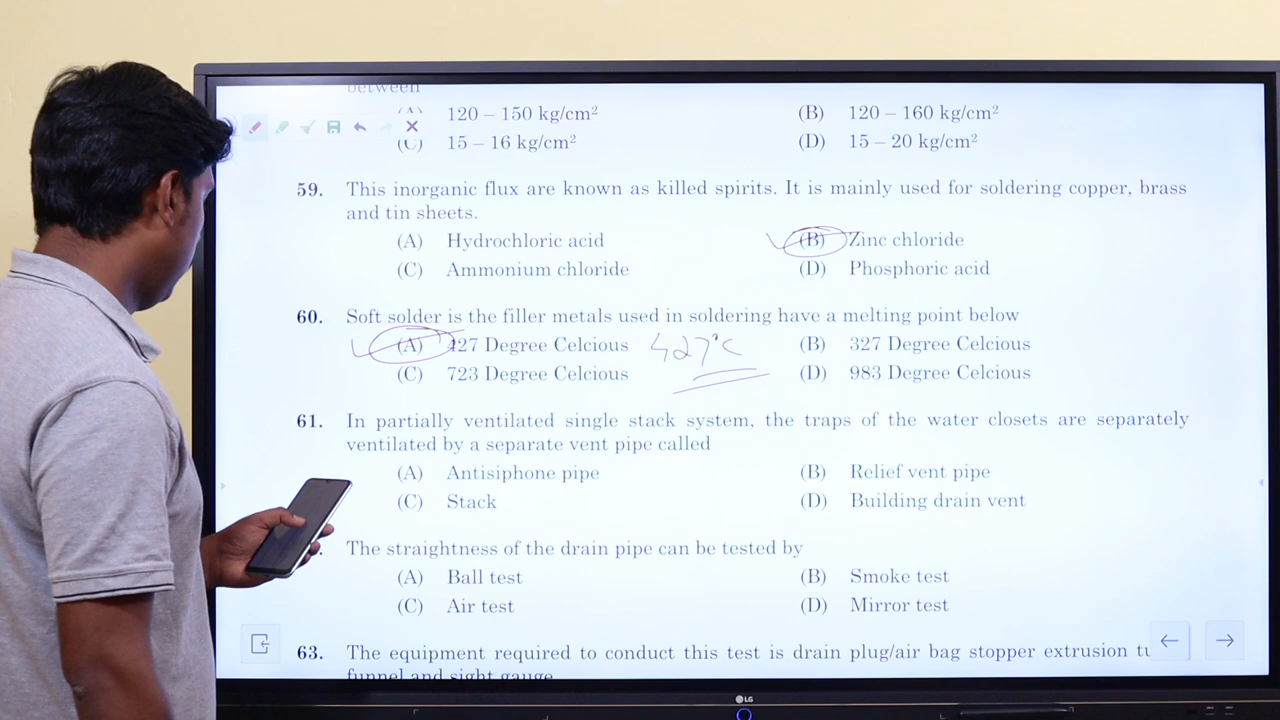 between
(A) 120 – 150 kg/cm² (B) 120 – 160 kg/cm²
(C) 15 – 16 kg/cm² (D) 15 – 20 kg/cm²
59. This inorganic flux are known as killed spirits. It is mainly used for soldering copper, brass
and tin sheets.
(A) Hydrochloric acid (B) Zinc chloride
(C) Ammonium chloride (D) Phosphoric acid
60. Soft solder is the filler metals used in soldering have a melting point below
(A) 427 Degree Celcious 427°C (B) 327 Degree Celcious
(C) 723 Degree Celcious (D) 983 Degree Celcious
61. In partially ventilated single stack system, the traps of the water closets are separately
ventilated by a separate vent pipe called
(A) Antisiphone pipe (B) Relief vent pipe
(C) Stack (D) Building drain vent
The straightness of the drain pipe can be tested by
(A) Ball test (B) Smoke test
(C) Air test (D) Mirror test
63. The equipment required to conduct this test is drain plug/air bag stopper extrusion
funnel and sight gauge
LG